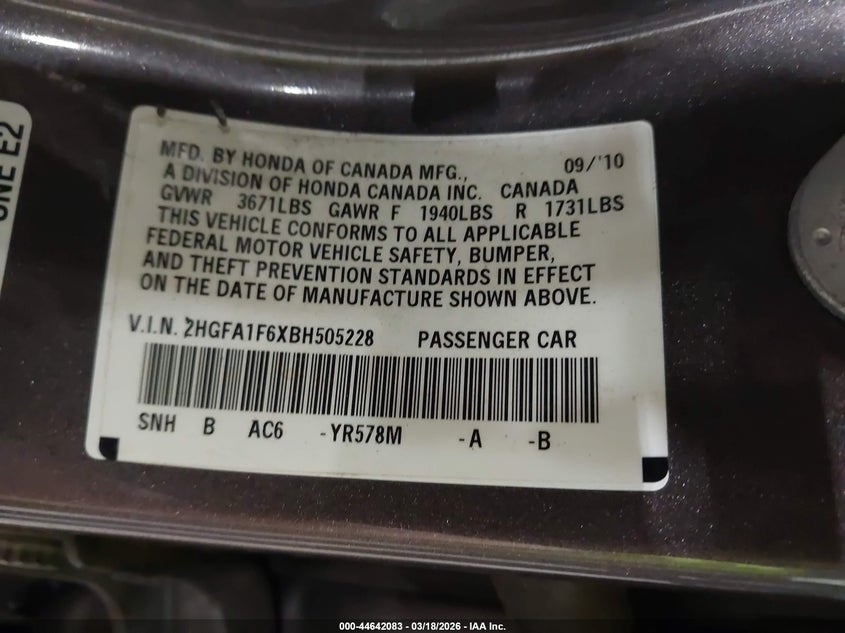 ONE E2
MFD. BY HONDA OF CANADA MFG., 09/'10
A DIVISION OF HONDA CANADA INC. CANADA
GVWR 3671LBS GAWR F 1940LBS R 1731LBS
THIS VEHICLE CONFORMS TO ALL APPLICABLE
FEDERAL MOTOR VEHICLE SAFETY, BUMPER,
AND THEFT PREVENTION STANDARDS IN EFFECT
ON THE DATE OF MANUFACTURE SHOWN ABOVE.
V.I.N. 2HGFA1F6XBH505228 PASSENGER CAR
SNH B AC6 -YR578M -A -B
000-44642083 - 03/18/2026 - IAA Inc.